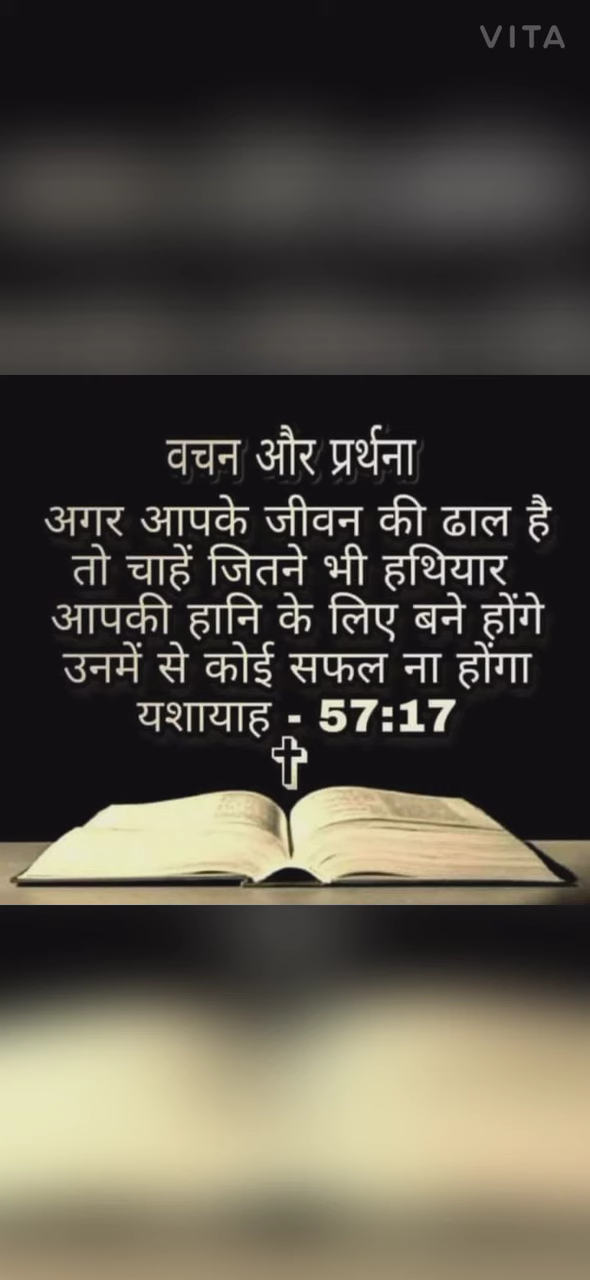 VITA
वचन और प्रर्थना
अगर आपके जीवन की ढाल है
तो चाहें जितने भी हथियार
आपकी हानि के लिए बने होंगे
उनमें से कोई सफल ना होंगा
यशायाह - 57:17